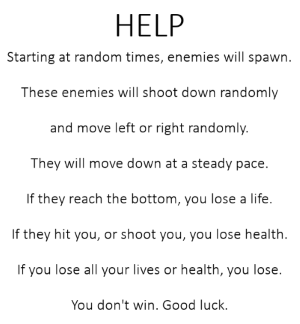 HELP
Starting at random times, enemies will spawn.
These enemies will shoot down randomly
and move left or right randomly.
They will move down at a steady pace.
If they reach the bottom, you lose a life.
If they hit you, or shoot you, you lose health.
If you lose all your lives or health, you lose.
You don't win. Good luck.